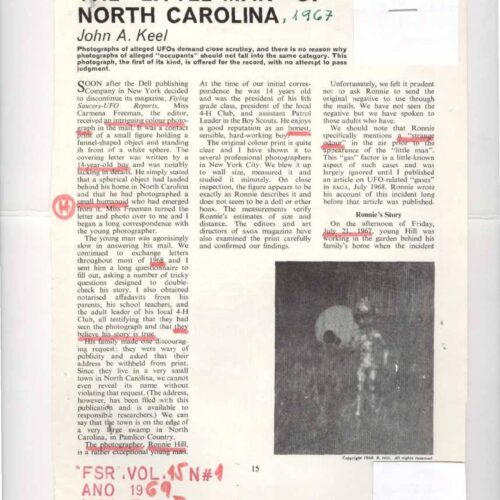 NORTH CAROLINA, 1967
John A. Keel
Photographs of alleged UFOs demand close scrutiny, and there is no reason why
photographs of alleged "occupants" should not fall into the same category. This
photograph, the first of its kind, is offered for the record, with no attempt to pass
judgment.
SOON after the Dell publishing
Company in New York decided
to discontinue its magazine, Flying
Saucers-UFO Reports, Miss
Carmena Freeman, the editor,
received an intriguing colour photo-
graph in the mail. It was a contact
print of a small figure holding a
funnel-shaped object and standing
in front of a white sphere. The
covering letter was written by a
14-year-old boy and was notably
lacking in details. He simply stated
that a spherical object had landed
behind his home in North Carolina
and that he had photographed a
small humanoid who had emerged
from it. Miss Freeman turned the
letter and photo over to me and I
began a long correspondence with
the young photographer.
The young man was agonisingly
slow in answering his mail. We
continued to exchange letters
throughout most of 1968 and I
sent him a long questionnaire to
fill out, asking a number of tricky
questions designed to double-
check his story. I also obtained
notarised affadavits from his
parents, his school teachers, and
the adult leader of his local 4-H
Club, all testifying that they had
seen the photograph and that they
believe his story is true.
His family made one discourag-
ing request: they were wary of
publicity and asked that their
address be withheld from print.
Since they live in a very small
town in North Carolina, we cannot
even reveal its name without
violating that request. (The address,
however, has been filed with this
publication and is available to
responsible researchers.) We can
say that the town is on the edge of
a very large swamp in North
Carolina, in Pamlico Country.
The photographer, Ronnie Hill,
is a rather exceptional young man.
At the time of our initial corres-
pondence he was 14 years old
and was the president of his 8th
grade class, president of the local
4-H Club, and assistant Patrol
Leader in the Boy Scouts. He enjoys
a good reputation as an honest,
sensible, hard-working boy.
The original colour print is quite
clear and I have shown it to
several professional photographers
in New York City. We blew it up
to wall size, measured it and
studied it minutely. On close
inspection, the figure appears to be
exactly as Ronnie describes it and
does not seem to be a doll or other
hoax. The measurements verify
Ronnie's estimates of size and
distance. The editors and art
directors of SAGA magazine have
also examined the print carefully
and confirmed our findings.
Unfortunately, we felt it prudent
not to ask Ronnie to send the
original negative to use through
the mails. We have not seen the
negative but we have spoken to
those adults who have.
We should note that Ronnie
specifically mentions a "strange
odour" in the air prior to the
appearance of the "little man".
This "gas" factor is a little-known
aspect of such cases and was
largely ignored until I published
an article on UFO-related "gases"
in SAGA, July 1968. Ronnie wrote
his account of this incident long
before that article was published.
Ronnie's Story
On the afternoon of Friday,
July 21, 1967, young Hill was
working in the garden behind his
family's home when the incident
Copyright 1968 R. Hill. All rights reserved
15
FSR. VOL. 15 N#1
ANO 1969